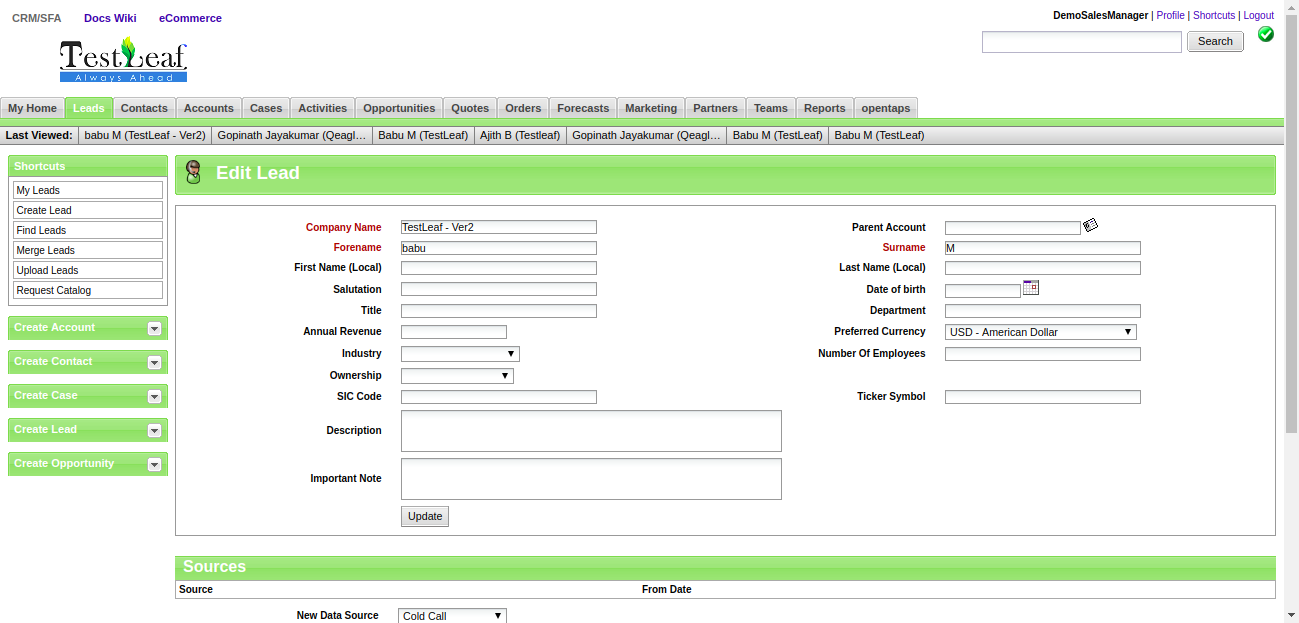 CRM/SFA Docs Wiki eCommerce
DemoSalesManager | Profile | Shortcuts | Logout
Search
TestLeaf
Always Ahead
My Home Leads Contacts Accounts Cases Activities Opportunities Quotes Orders Forecasts Marketing Partners Teams Reports opentaps
Last Viewed: babu M (TestLeaf - Ver2) Gopinath Jayakumar (Qeagl… Babu M (TestLeaf) Ajith B (Testleaf) Gopinath Jayakumar (Qeagl… Babu M (TestLeaf) Babu M (TestLeaf)
Shortcuts
My Leads
Create Lead
Find Leads
Merge Leads
Upload Leads
Request Catalog
Create Account
Create Contact
Create Case
Create Lead
Create Opportunity
Edit Lead
Company Name TestLeaf - Ver2 Parent Account
Forename babu Surname M
First Name (Local) Last Name (Local)
Salutation Date of birth
Title Department
Annual Revenue Preferred Currency USD - American Dollar
Industry Number Of Employees
Ownership
SIC Code Ticker Symbol
Description
Important Note
Update
Sources
Source From Date
New Data Source Cold Call